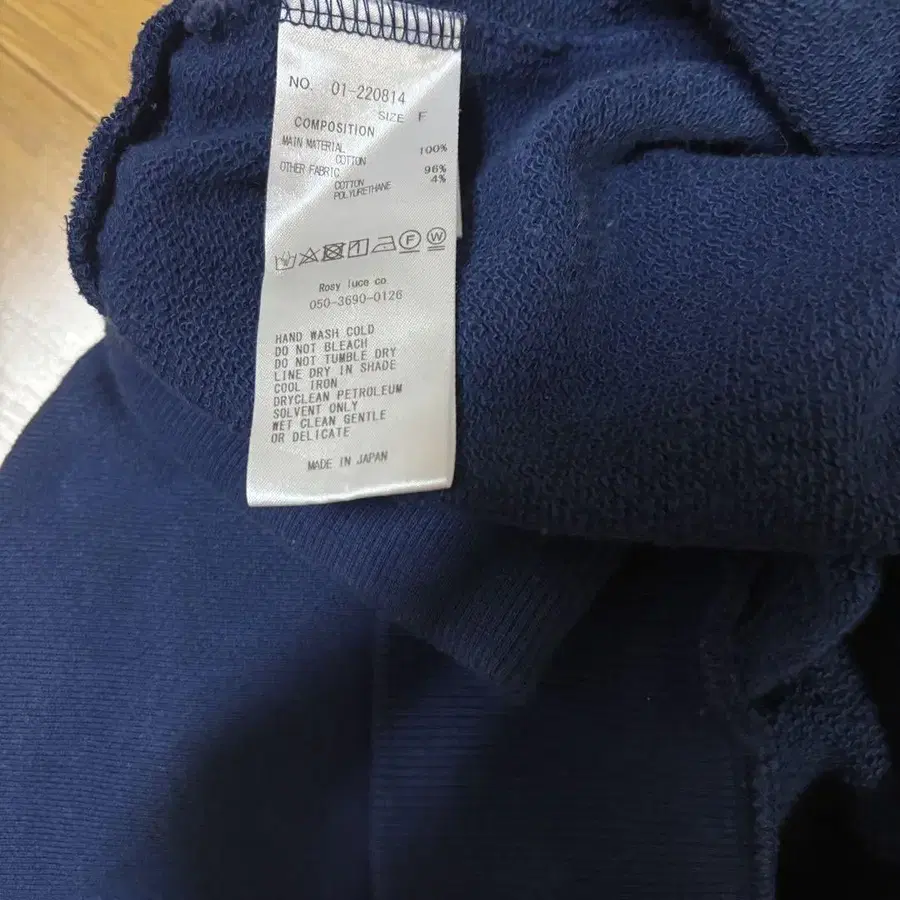 NO. 01-220814
SIZE F
COMPOSITION
MAIN MATERIAL 100%
COTTON
OTHER FABRIC 96%
COTTON 4%
POLYURETHANE
F W
Rosy luce co
050-3690-0126
HAND WASH COLD
DO NOT BLEACH
DO NOT TUMBLE DRY
LINE DRY IN SHADE
COOL IRON
DRYCLEAN PETROLEUM
SOLVENT ONLY
WET CLEAN GENTLE
OR DELICATE
MADE IN JAPAN